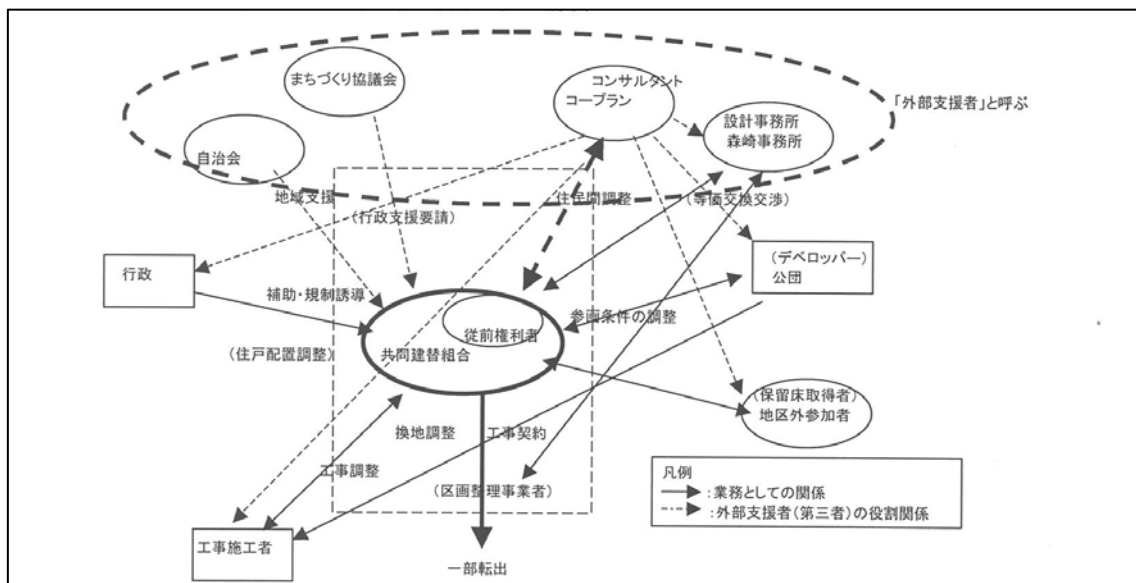 まちづくり協議会
コンサルタント
コープラン
「外部支援者」と呼ぶ
設計事務所
森崎事務所
自治会
地域支援
住民間調整
(等価交換交渉)
(行政支援要請)
行政
(デベロッパー)
公団
補助・規制誘導
参画条件の調整
従前権利者
共同建替組合
(住戸配置調整)
(保留床取得者)
地区外参加者
換地調整
工事契約
工事調整
(区画整理事業者)
凡例
:業務としての関係
:外部支援者(第三者)の役割関係
工事施工者
一部転出